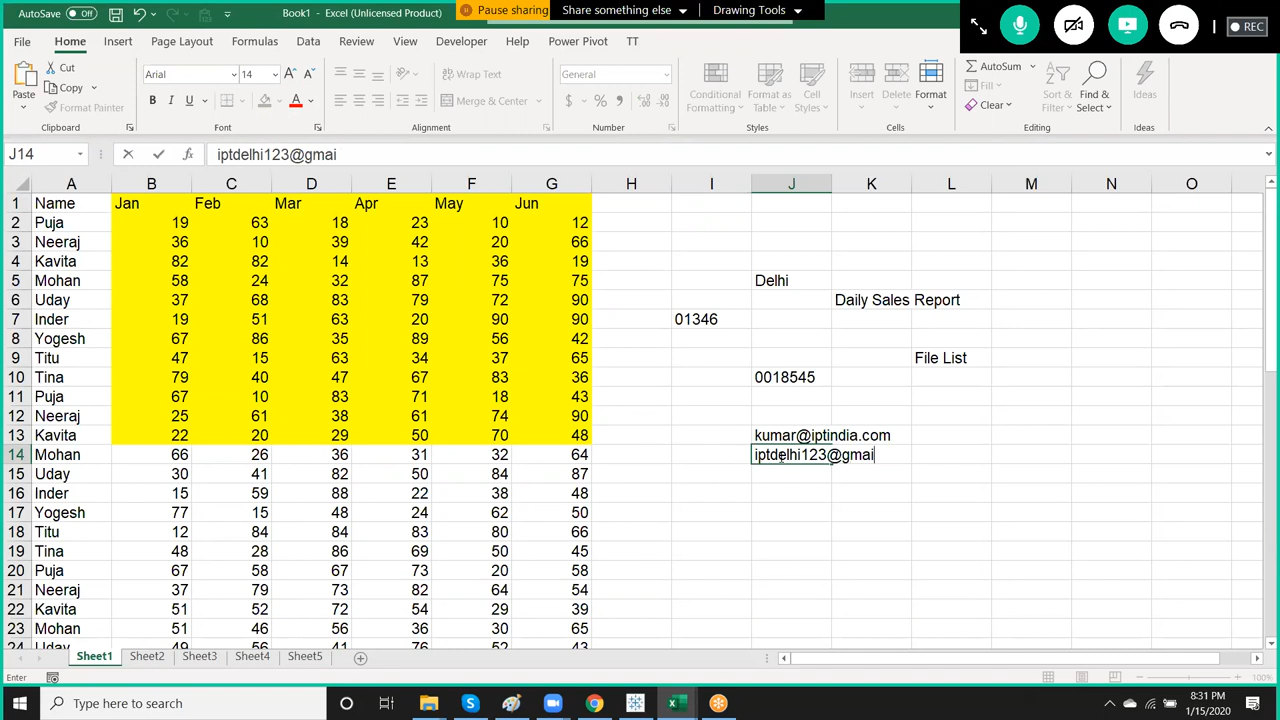 AutoSave Off Book1 - Excel (Unlicensed Product) Pause sharing Share something else Drawing Tools REC
File Home Insert Page Layout Formulas Data Review View Developer Help Power Pivot TT
Paste Cut Copy Format Painter Clipboard
Arial 14 A A B I U A Font
Wrap Text Merge & Center Alignment
General $ % , Number
Conditional Formatting Format as Table Cell Styles Styles
Insert Delete Format Cells
AutoSum Fill Clear Sort & Filter Find & Select Editing
Ideas Ideas
J14 fx iptdelhi123@gmai
A B C D E F G H I J K L M N O
1 Name Jan Feb Mar Apr May Jun
2 Puja 19 63 18 23 10 12
3 Neeraj 36 10 39 42 20 66
4 Kavita 82 82 14 13 36 19
5 Mohan 58 24 32 87 75 75 Delhi
6 Uday 37 68 83 79 72 90 Daily Sales Report
7 Inder 19 51 63 20 90 90 01346
8 Yogesh 67 86 35 89 56 42
9 Titu 47 15 63 34 37 65 File List
10 Tina 79 40 47 67 83 36 0018545
11 Puja 67 10 83 71 18 43
12 Neeraj 25 61 38 61 74 90
13 Kavita 22 20 29 50 70 48 kumar@iptindia.com
14 Mohan 66 26 36 31 32 64 iptdelhi123@gmai
15 Uday 30 41 82 50 84 87
16 Inder 15 59 88 22 38 48
17 Yogesh 77 15 48 24 62 50
18 Titu 12 84 84 83 80 66
19 Tina 48 28 86 69 50 45
20 Puja 67 58 67 73 20 58
21 Neeraj 37 79 73 82 64 54
22 Kavita 51 52 72 54 29 39
23 Mohan 51 46 56 36 30 65
24 Uday 49 56 41 76 52 43
Sheet1 Sheet2 Sheet3 Sheet4 Sheet5
Enter 100%
Type here to search 8:31 PM
1/15/2020